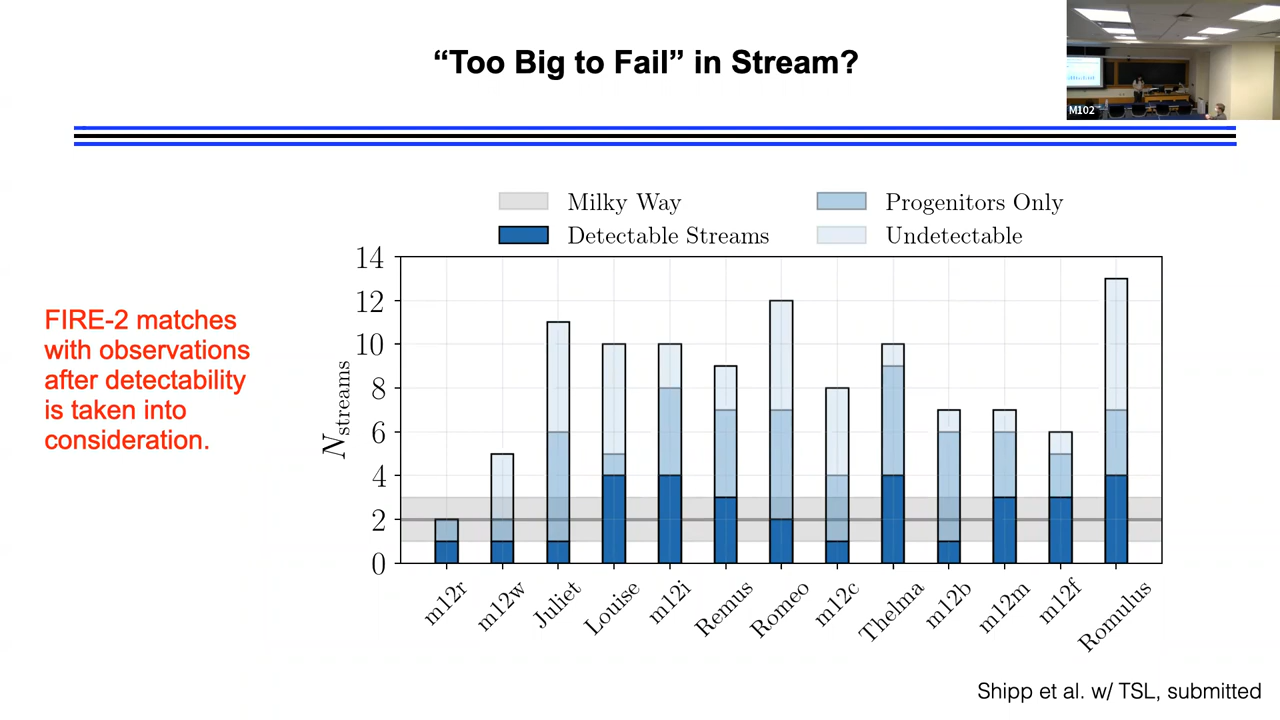 “Too Big to Fail” in Stream?
M102
FIRE-2 matches
with observations
after detectability
is taken into
consideration.
Milky Way
Progenitors Only
Detectable Streams
Undetectable
N_streams
14
12
10
8
6
4
2
0
m12r
m12w
Juliet
Louise
m12i
Remus
Romeo
m12c
Thelma
m12b
m12m
m12f
Romulus
Shipp et al. w/ TSL, submitted